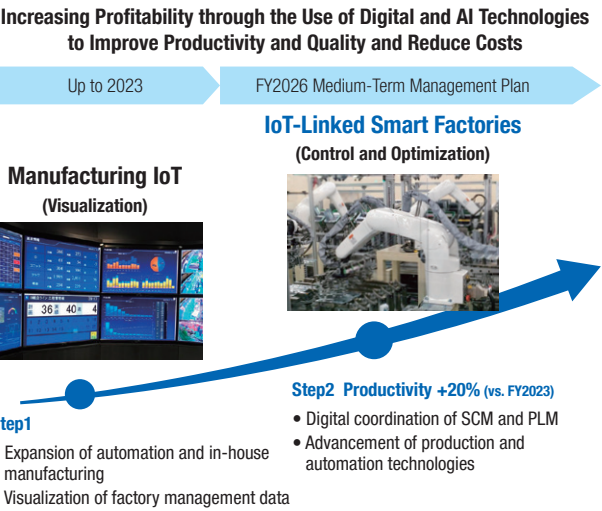 Increasing Profitability through the Use of Digital and AI Technologies
to Improve Productivity and Quality and Reduce Costs
Up to 2023
FY2026 Medium-Term Management Plan
IoT-Linked Smart Factories
(Control and Optimization)
Manufacturing IoT
(Visualization)
36
40
4
tep1
Expansion of automation and in-house
manufacturing
Visualization of factory management data
Step2 Productivity +20% (vs. FY2023)
• Digital coordination of SCM and PLM
• Advancement of production and
automation technologies